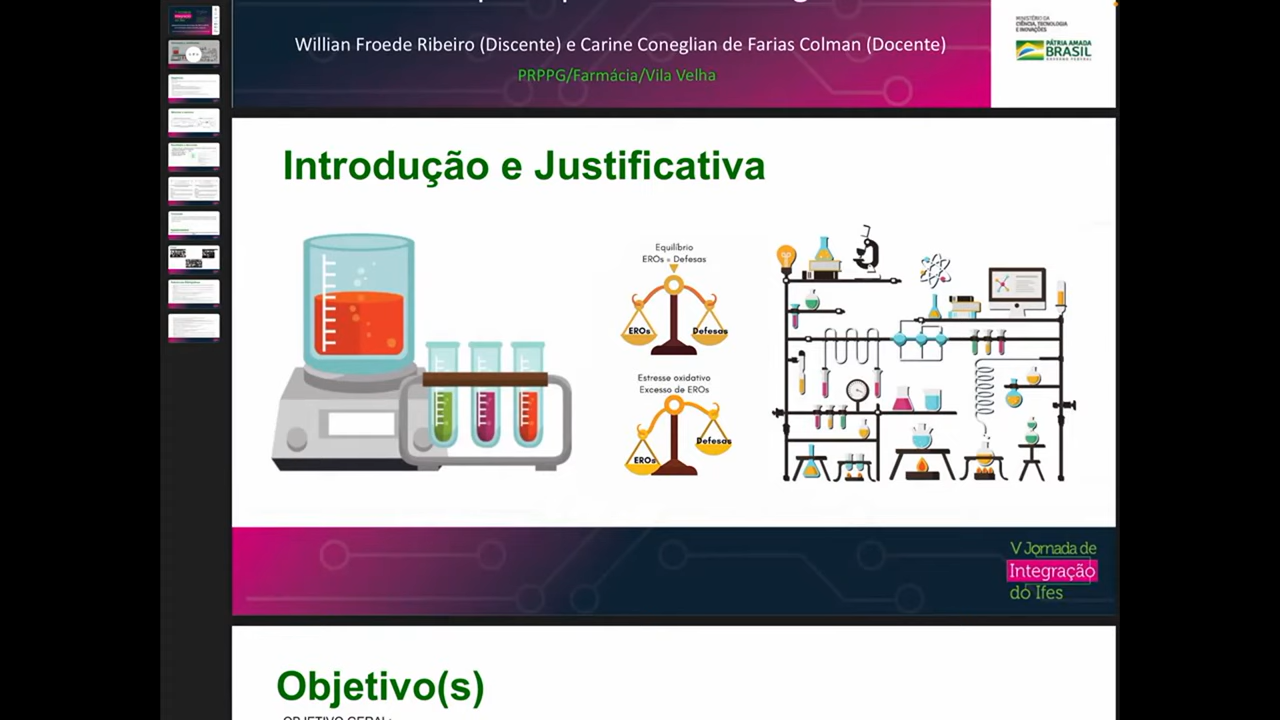 Willian Froede Ribeiro (Discente) e Carine Coneglian de Farias Colman (Docente)
PRPPG/Farmácia/Vila Velha
MINISTÉRIO DA
CIÊNCIA, TECNOLOGIA
E INOVAÇÕES
PÁTRIA AMADA
BRASIL
GOVERNO FEDERAL
Introdução e Justificativa
Equilíbrio
EROs = Defesas
EROs
Defesas
Estresse oxidativo
Excesso de EROs
Defesas
EROs
V Jornada de
Integração
do Ifes
Objetivo(s)
OBJETIVO GERAL: